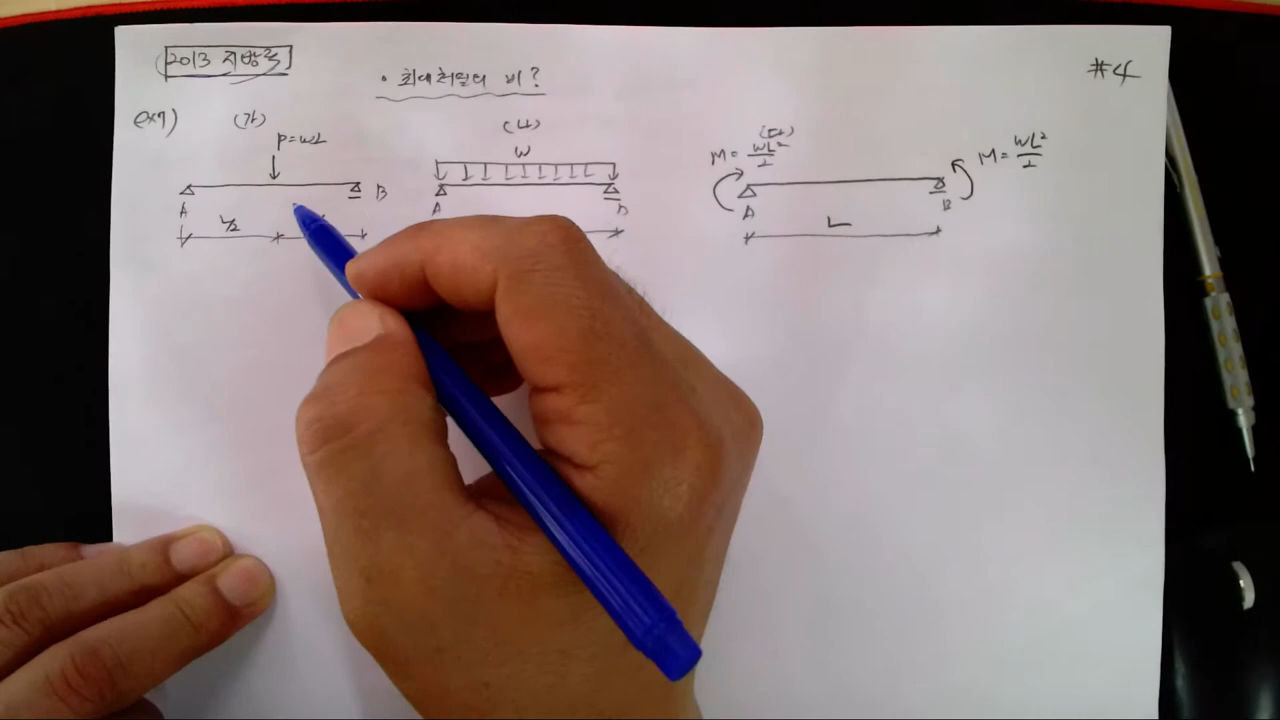 2013 지방직
#4
• 최대처짐의 비?
ex7)
(가)
P=wL
A
B
L/2
(나)
w
A
B
(다)
M = wL²/2
M = wL²/2
A
B
L